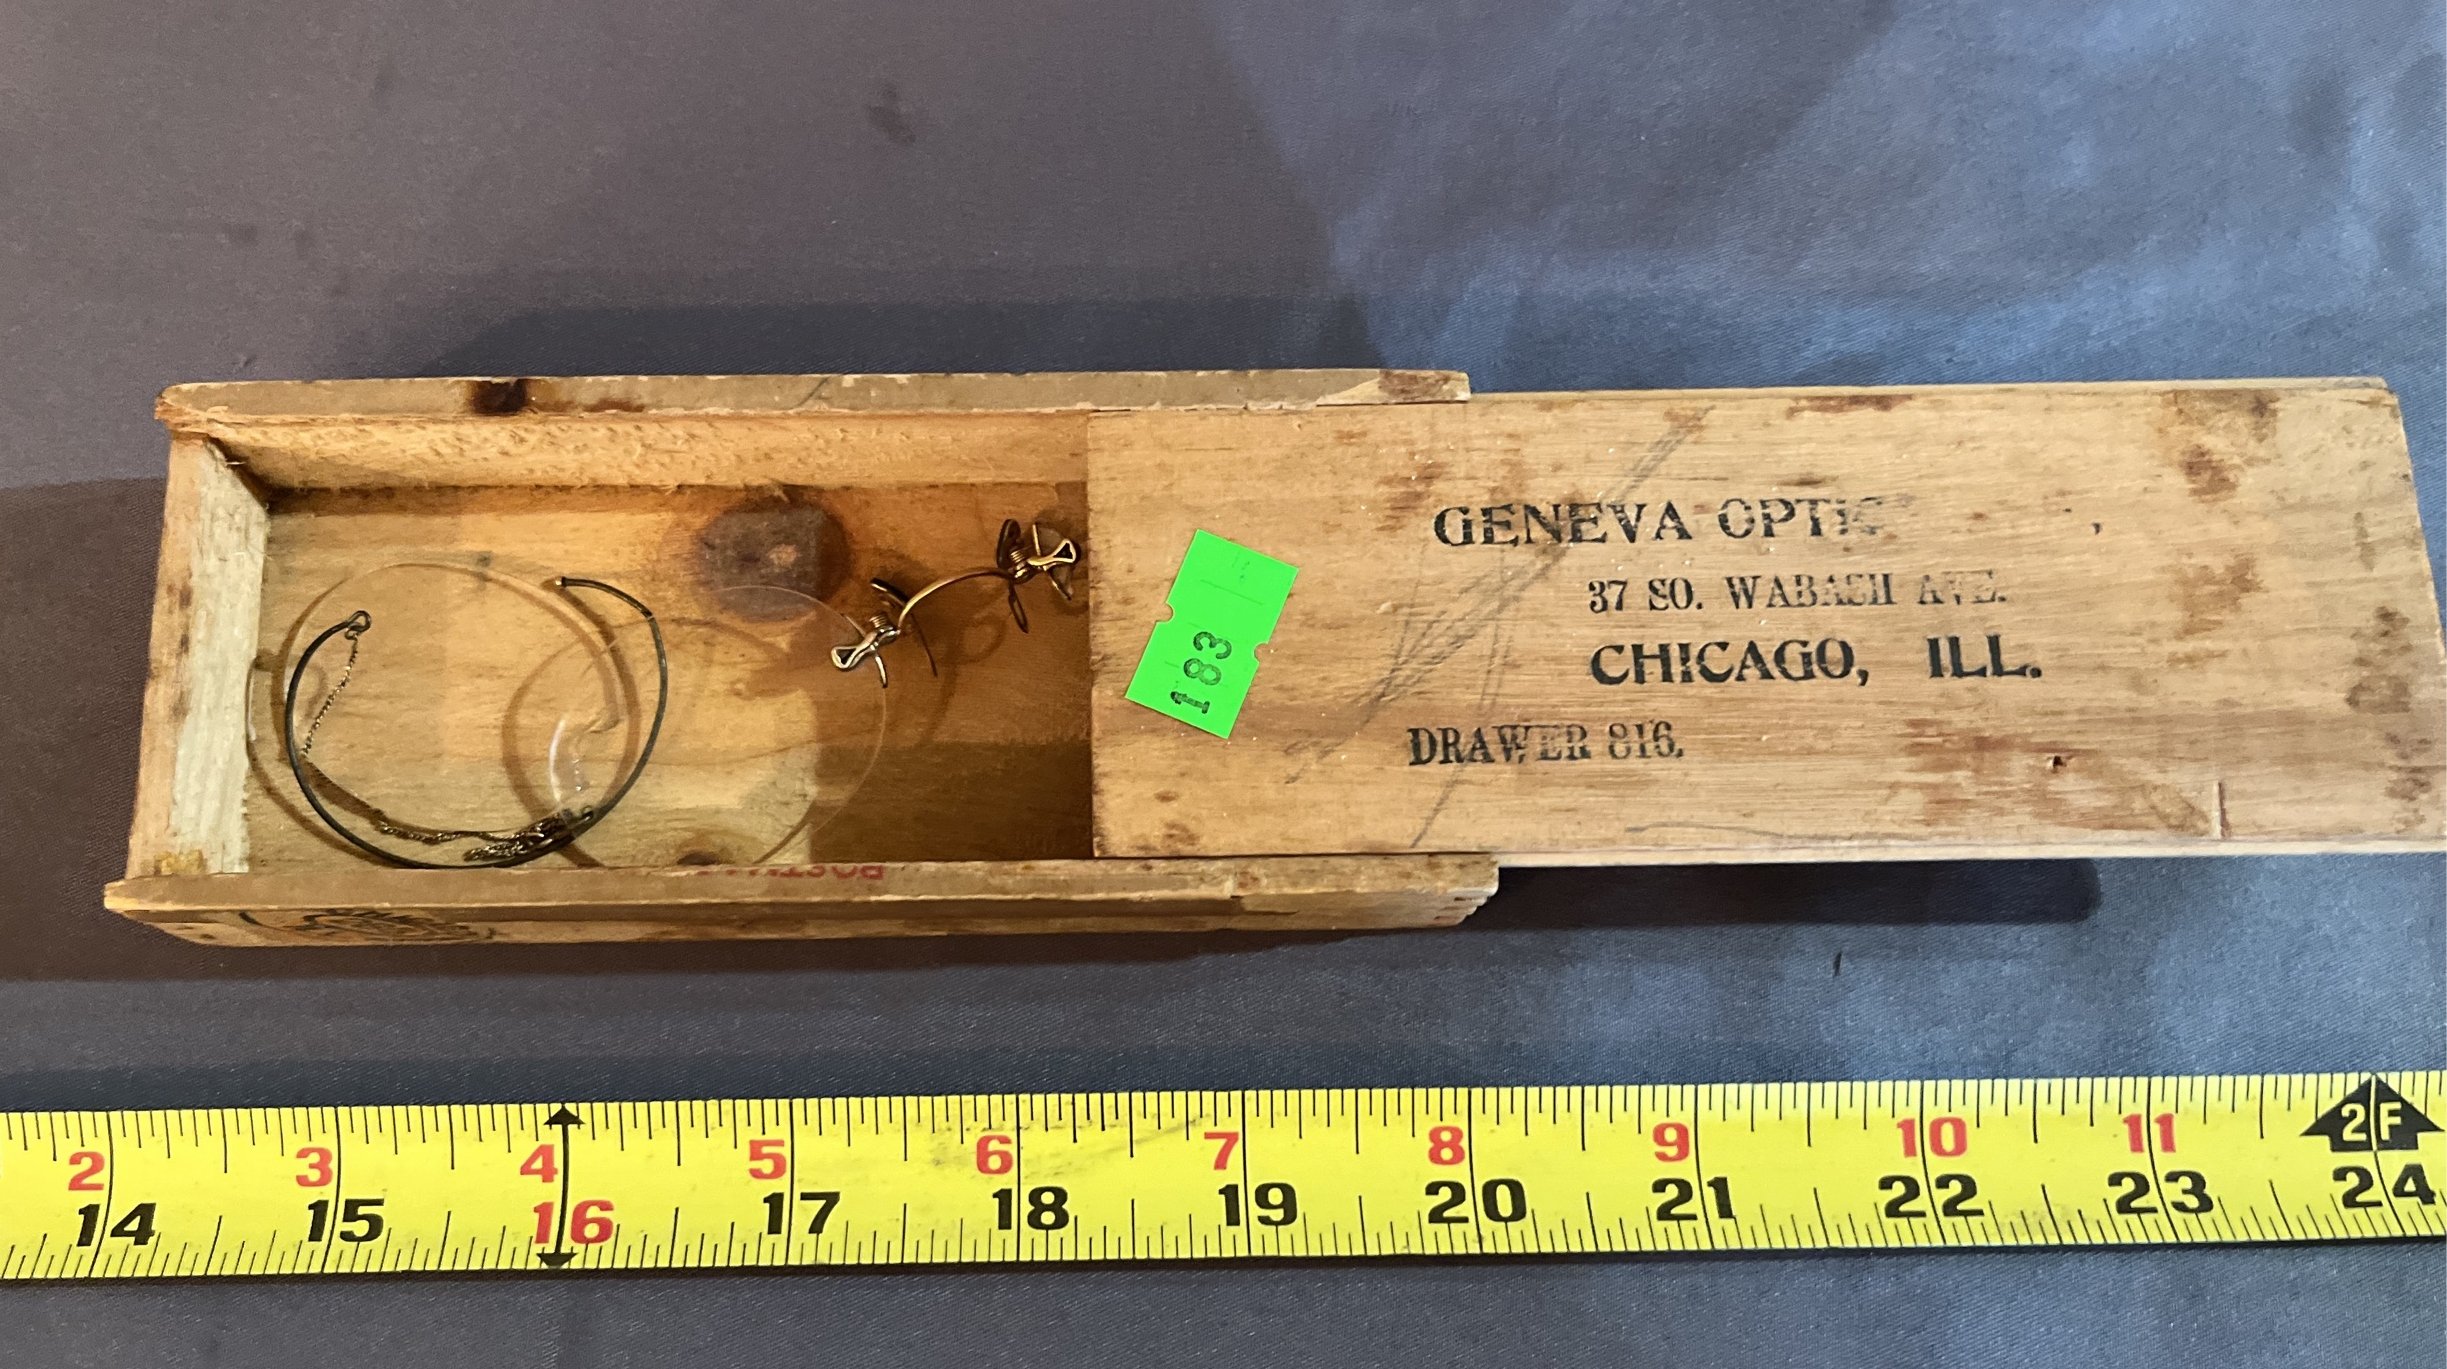 GENEVA OPTIC
37 SO. WABASH AVE.
CHICAGO, ILL.
DRAWER 816.
183
2 3 4 5 6 7 8 9 10 11 2F
14 15 16 17 18 19 20 21 22 23 24